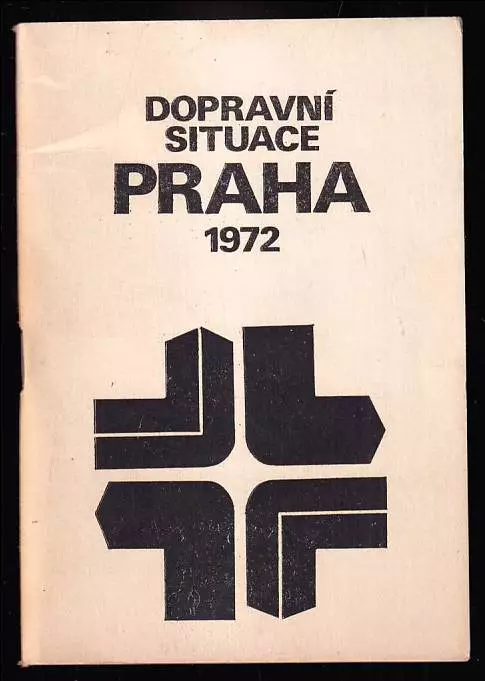 DOPRAVNÍ
SITUACE
PRAHA
1972